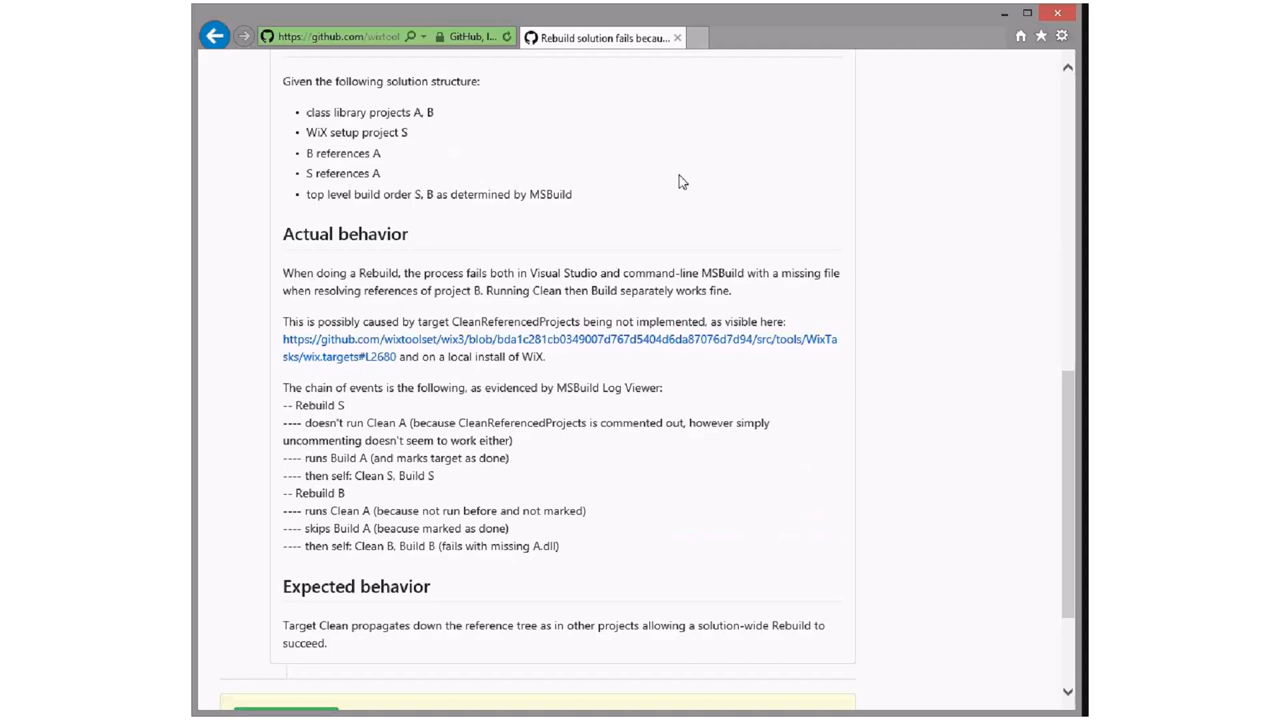 https://github.com/wixtool
GitHub, I...
Rebuild solution fails becau...
Given the following solution structure:
• class library projects A, B
• WiX setup project S
• B references A
• S references A
• top level build order S, B as determined by MSBuild
Actual behavior
When doing a Rebuild, the process fails both in Visual Studio and command-line MSBuild with a missing file
when resolving references of project B. Running Clean then Build separately works fine.
This is possibly caused by target CleanReferencedProjects being not implemented, as visible here:
https://github.com/wixtoolset/wix3/blob/bda1c281cb0349007d767d5404d6da87076d7d94/src/tools/WixTa
sks/wix.targets#L2680 and on a local install of WiX.
The chain of events is the following, as evidenced by MSBuild Log Viewer:
-- Rebuild S
---- doesn't run Clean A (because CleanReferencedProjects is commented out, however simply
uncommenting doesn't seem to work either)
---- runs Build A (and marks target as done)
---- then self: Clean S, Build S
-- Rebuild B
---- runs Clean A (because not run before and not marked)
---- skips Build A (beacuse marked as done)
---- then self: Clean B, Build B (fails with missing A.dll)
Expected behavior
Target Clean propagates down the reference tree as in other projects allowing a solution-wide Rebuild to
succeed.